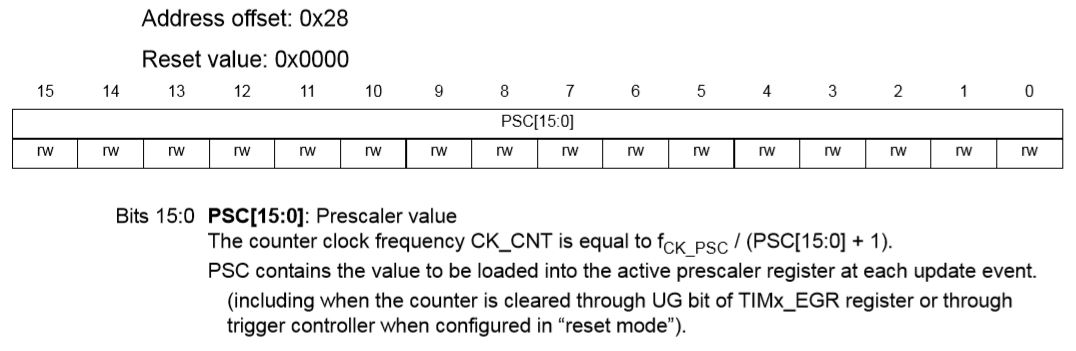 Address offset: 0x28
Reset value: 0x0000
15 14 13 12 11 10 9 8 7 6 5 4 3 2 1 0
PSC[15:0]
rw rw rw rw rw rw rw rw rw rw rw rw rw rw rw rw
Bits 15:0 PSC[15:0]: Prescaler value
The counter clock frequency CK_CNT is equal to fCK_PSC / (PSC[15:0] + 1).
PSC contains the value to be loaded into the active prescaler register at each update event.
(including when the counter is cleared through UG bit of TIMx_EGR register or through
trigger controller when configured in “reset mode”).